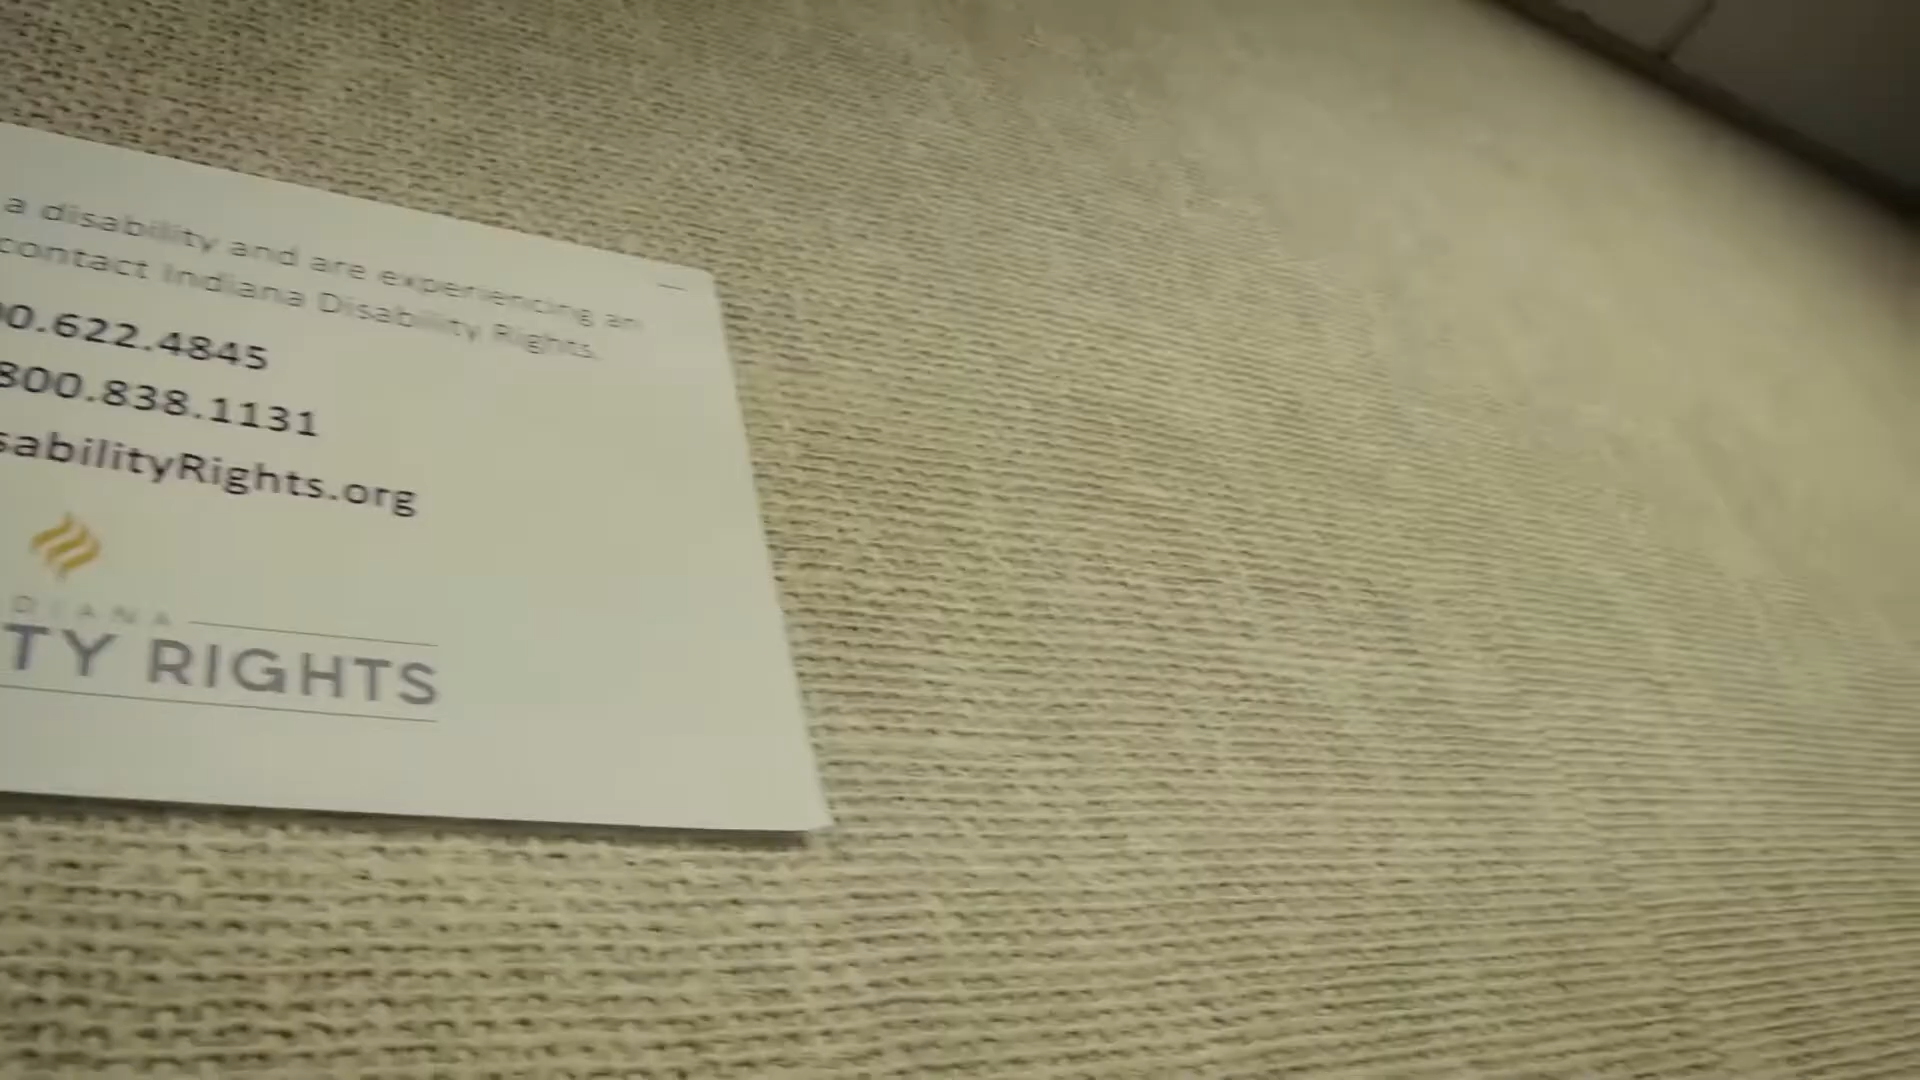 a disability and are experiencing an
contact Indiana Disability Rights.
00.622.4845
800.838.1131
sabilityRights.org
DIANA
TY RIGHTS